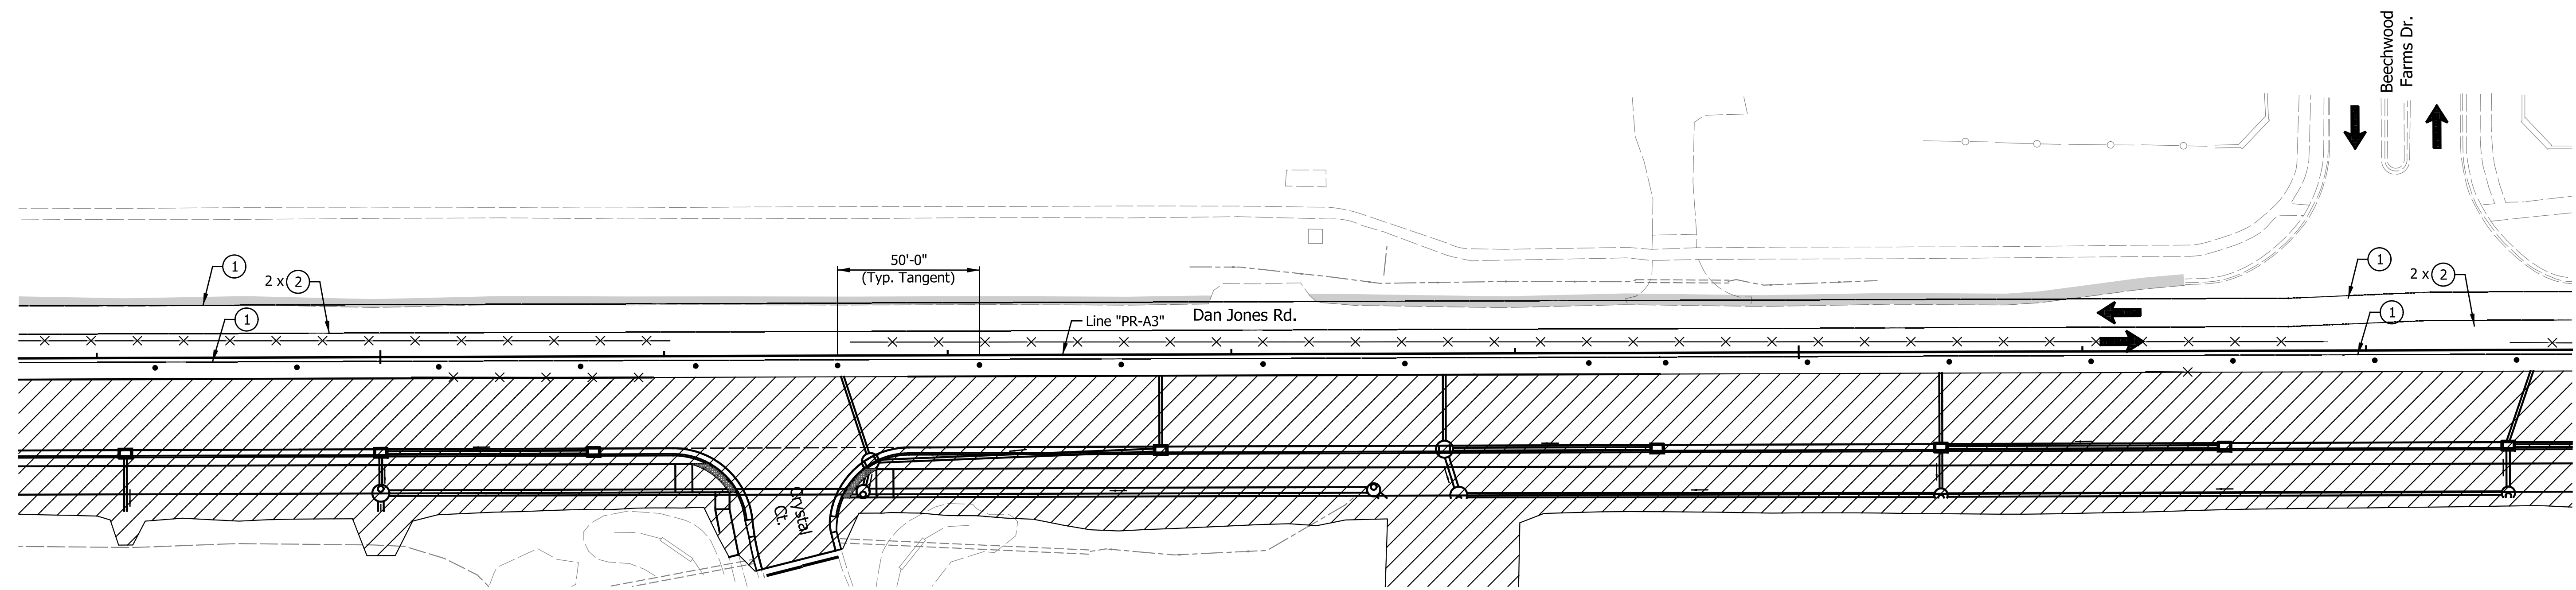 Beechwood
Farms Dr.
1
2 x 2
1
50'-0"
(Typ. Tangent)
Line "PR-A3"
Dan Jones Rd.
1
2 x 2
1
Crystal
Ct.